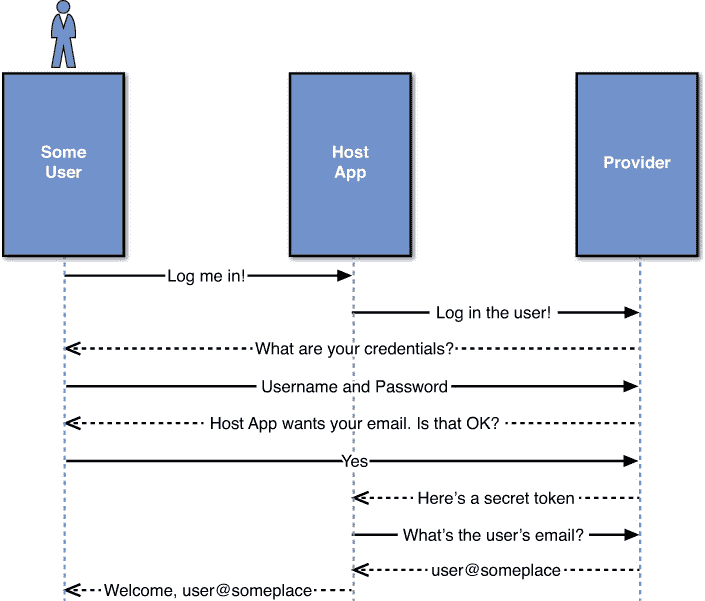 Some
User
Host
App
Provider
Log me in!
Log in the user!
What are your credentials?
Username and Password
Host App wants your email. Is that OK?
Yes
Here's a secret token
What's the user's email?
user@someplace
Welcome, user@someplace